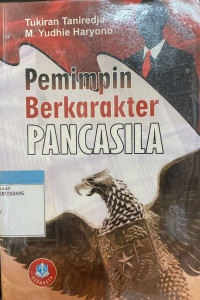 Tukiran Taniredja
M. Yudhie Haryono
Pemimpin
Berkarakter
PANCASILA